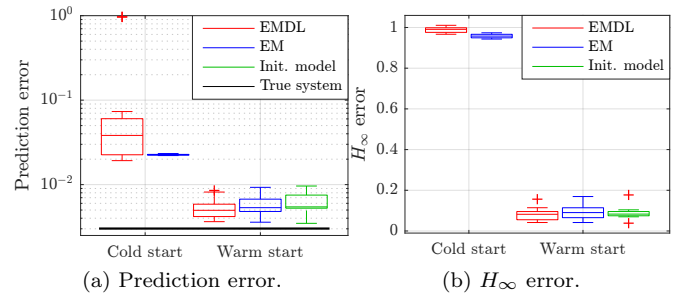 EMDL
EM
Init. model
True system
Prediction error
10^0
10^-1
10^-2
Cold start
Warm start
(a) Prediction error.
EMDL
EM
Init. model
H∞ error
1
0.8
0.6
0.4
0.2
0
Cold start
Warm start
(b) H∞ error.